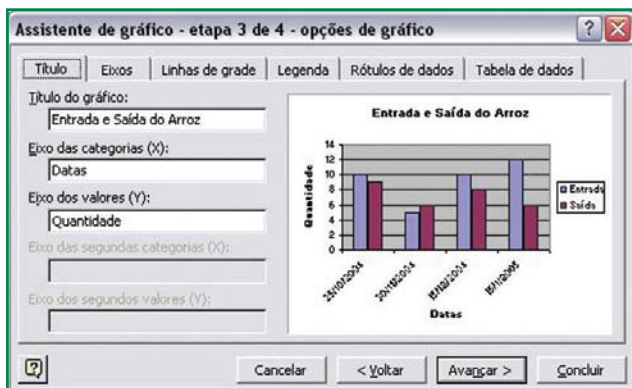 Assistente de gráfico - etapa 3 de 4 - opções de gráfico
Título Eixos Linhas de grade Legenda Rótulos de dados Tabela de dados
Título do gráfico:
Entrada e Saída do Arroz
Eixo das categorias (X):
Datas
Eixo dos valores (Y):
Quantidade
Eixo das segundas categorias (X):
Eixo dos segundos valores (Y):
Entrada e Saída do Arroz
Quantidade
14
12
10
8
6
4
2
0
Datas
Entrada
Saída
Cancelar < Voltar Avançar > Concluir